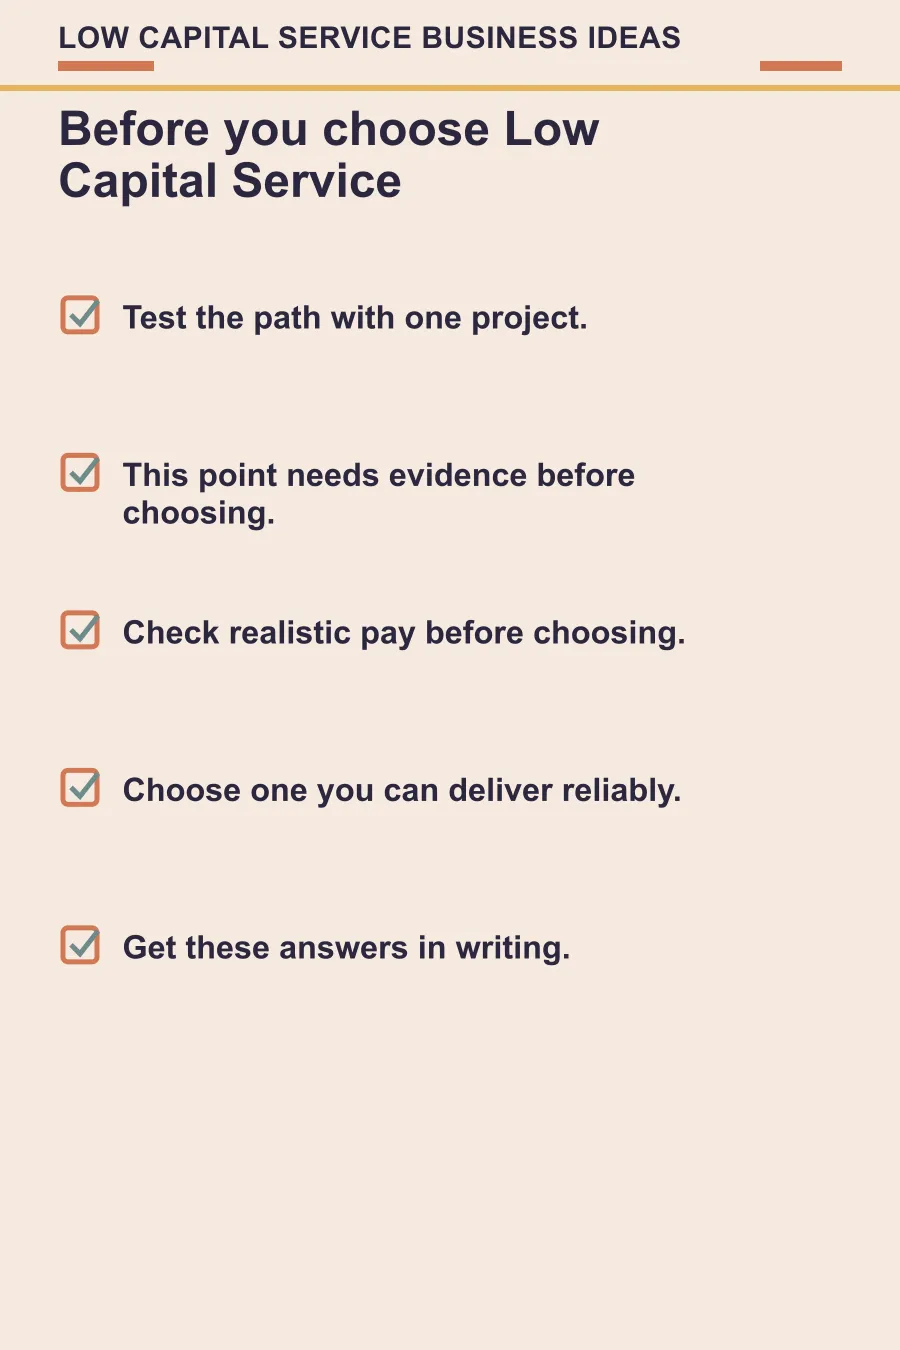 LOW CAPITAL SERVICE BUSINESS IDEAS
Before you choose Low
Capital Service
Test the path with one project.
This point needs evidence before
choosing.
Check realistic pay before choosing.
Choose one you can deliver reliably.
Get these answers in writing.